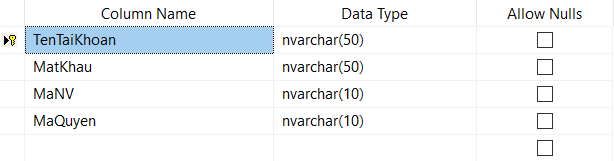 Column Name Data Type Allow Nulls
TenTaiKhoan nvarchar(50)
MatKhau nvarchar(50)
MaNV nvarchar(10)
MaQuyen nvarchar(10)